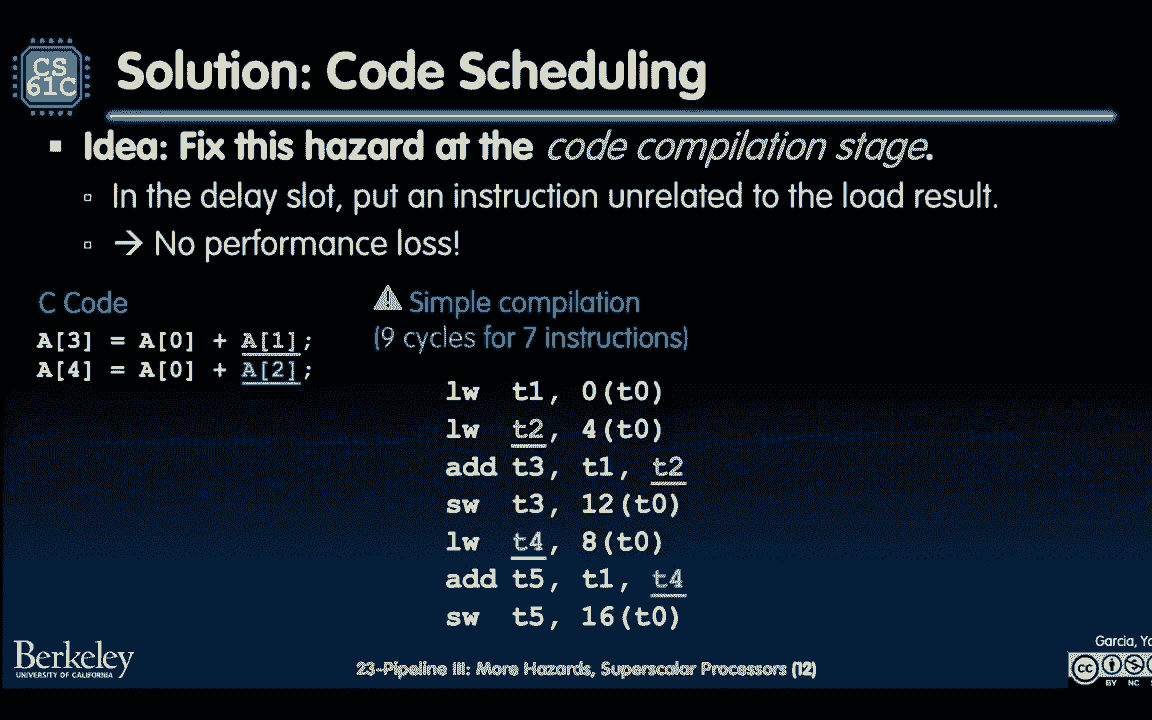 CS
61C
Solution: Code Scheduling
▪ Idea: Fix this hazard at the code compilation stage.
▫ In the delay slot, put an instruction unrelated to the load result.
▫ → No performance loss!
C Code
A[3] = A[0] + A[1];
A[4] = A[0] + A[2];
⚠ Simple compilation
(9 cycles for 7 instructions)
lw t1, 0(t0)
lw t2, 4(t0)
add t3, t1, t2
sw t3, 12(t0)
lw t4, 8(t0)
add t5, t1, t4
sw t5, 16(t0)
Berkeley
UNIVERSITY OF CALIFORNIA
23-Pipeline III: More Hazards, Superscalar Processors (12)
Garcia,
cc
BY NC